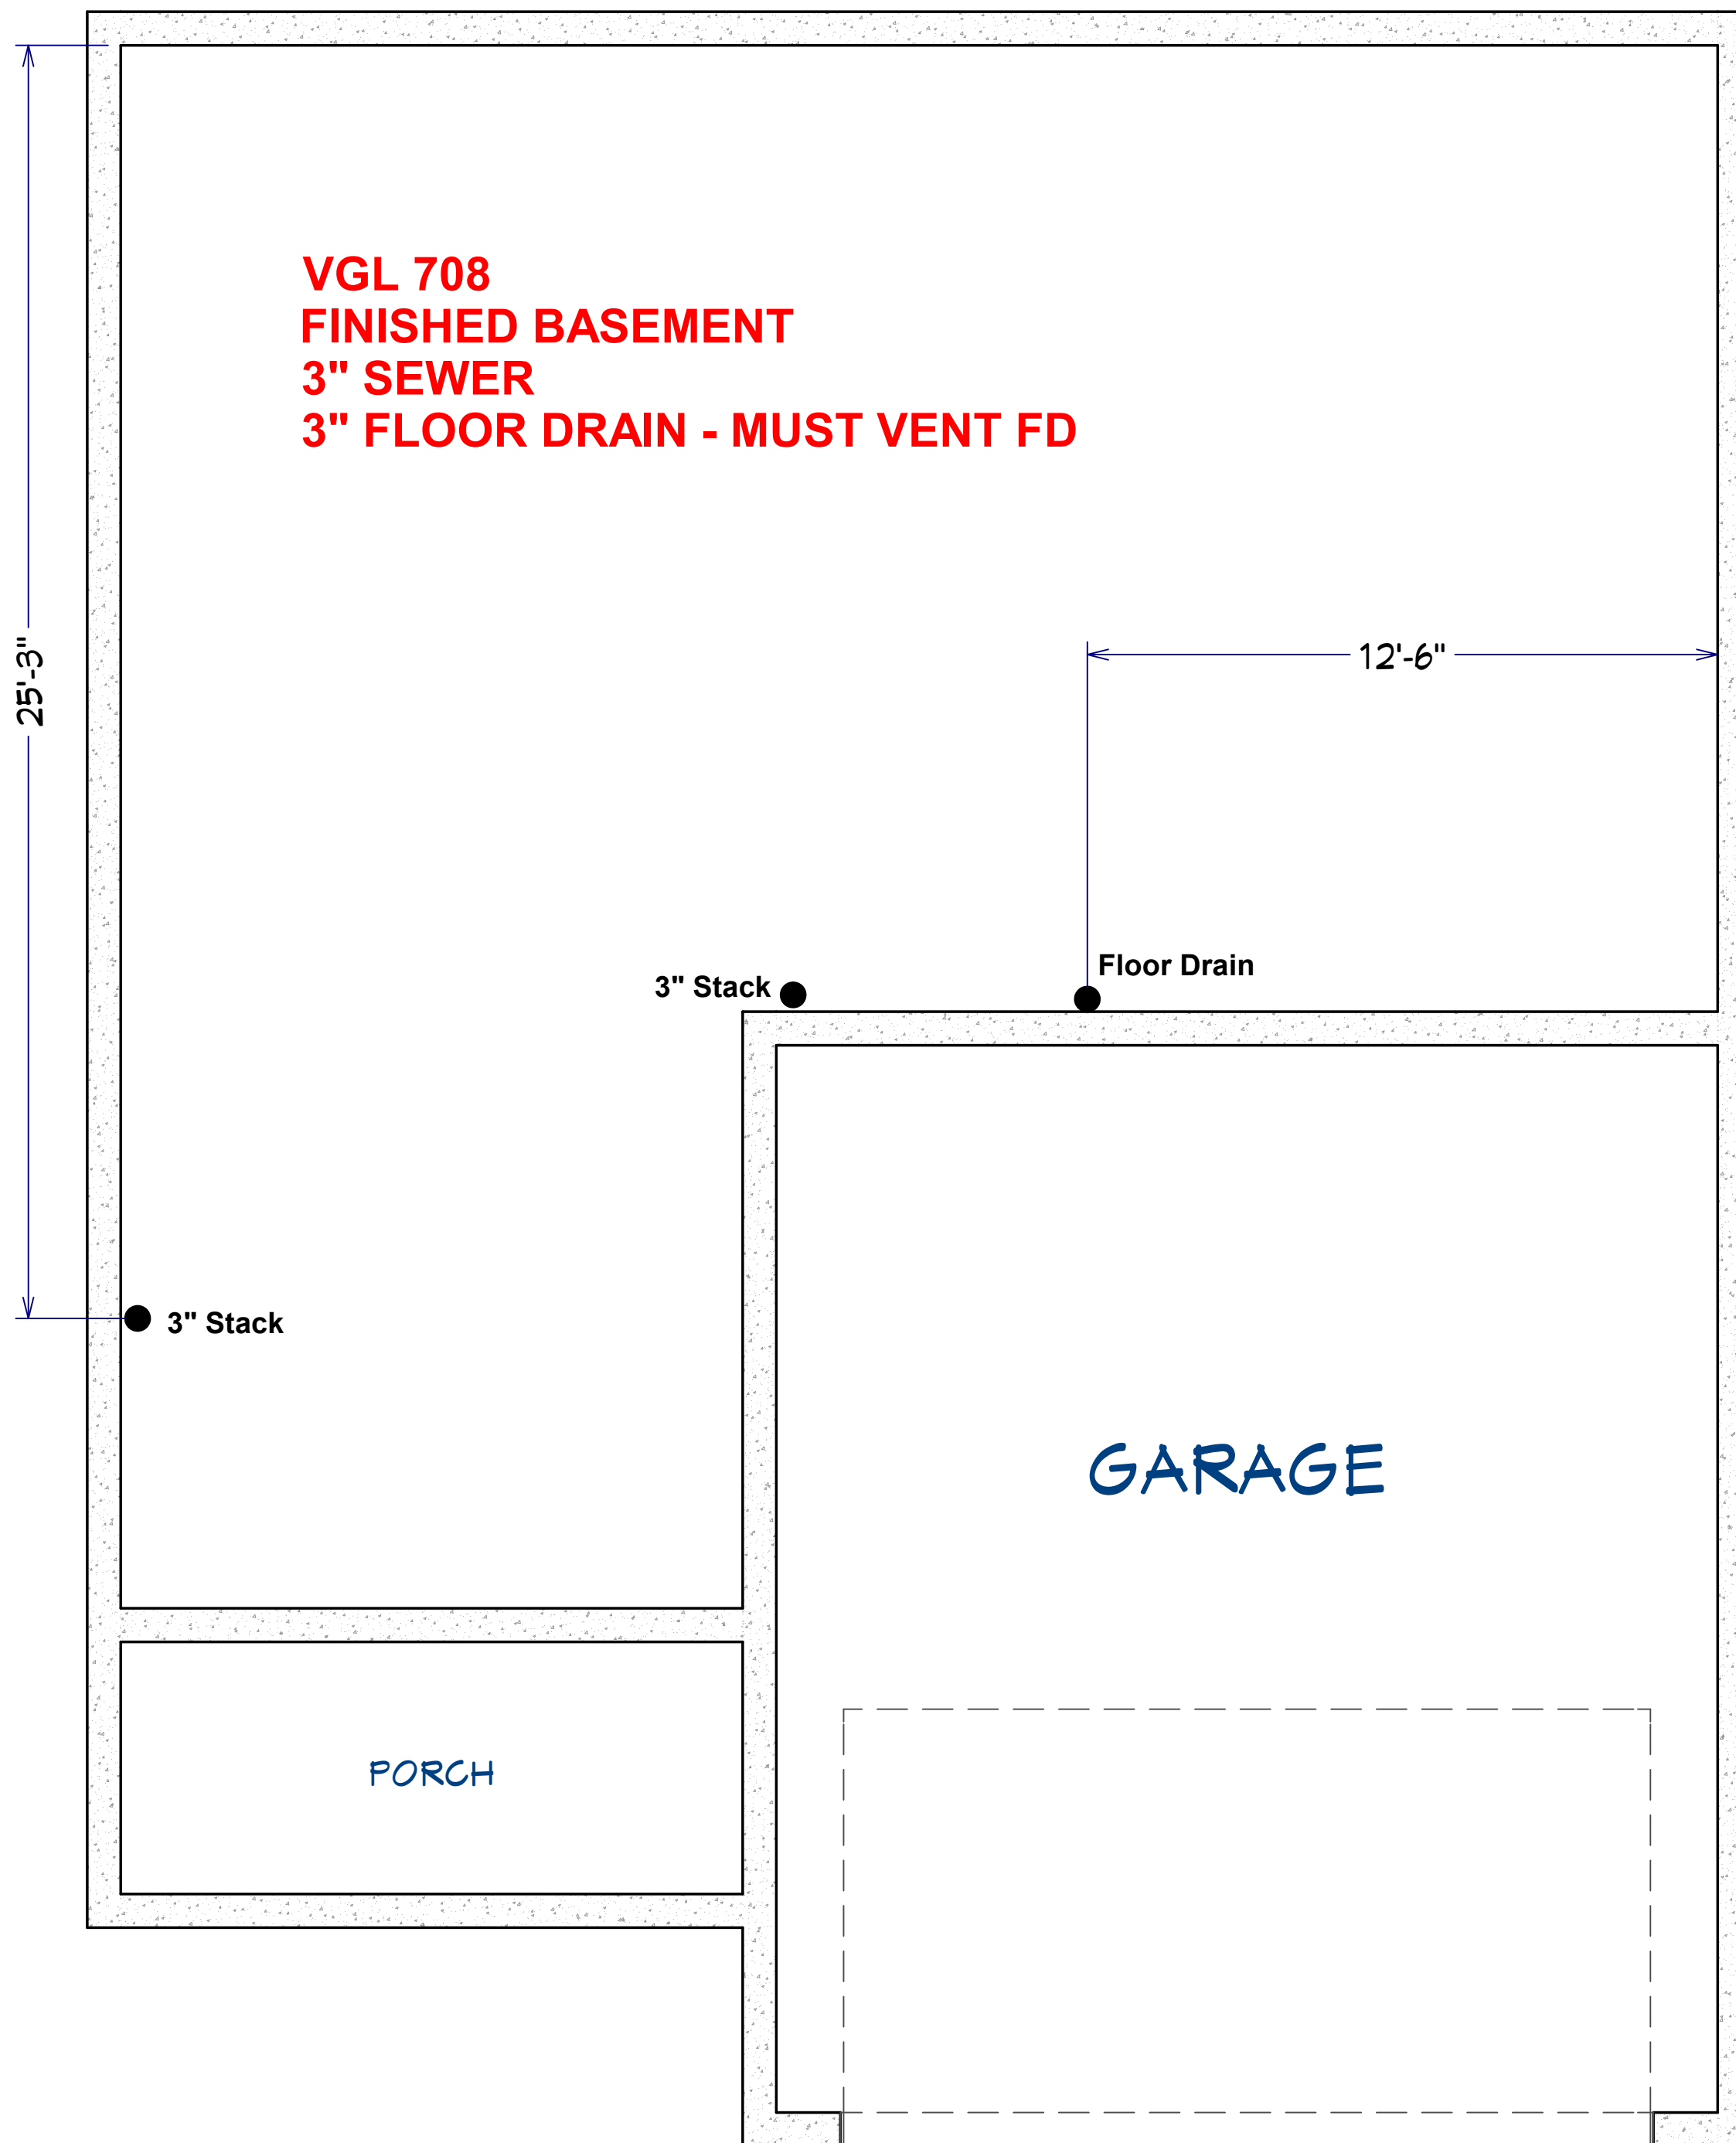 VGL 708
FINISHED BASEMENT
3" SEWER
3" FLOOR DRAIN - MUST VENT FD
25'-3"
12'-6"
Floor Drain
3" Stack
3" Stack
GARAGE
PORCH